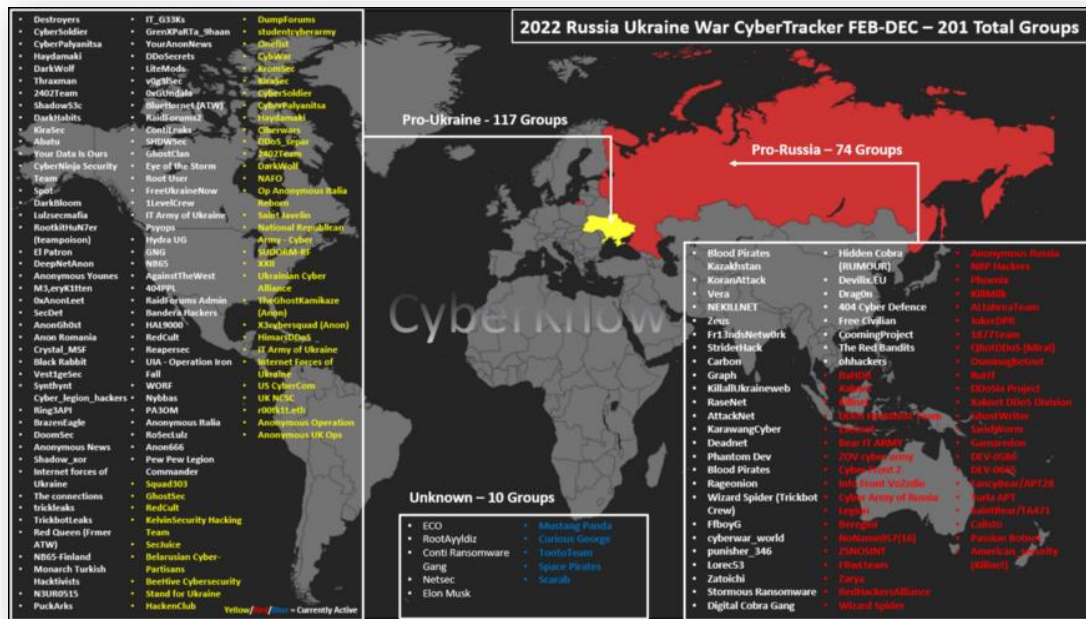 2022 Russia Ukraine War CyberTracker FEB-DEC – 201 Total Groups
Destroyers
CyberSoldier
CyberPalyanitsa
Haydamaki
DarkWolf
Thraxman
2402Team
Shadow53c
DarkHabits
KiraSec
Abatu
Your Data Is Ours
CyberNinja Security
Team
Spot
DarkBloom
Lulzsecmafia
RootkitHuN7er
(teampoison)
El Patron
DeepNetAnon
Anonymous Younes
M3,eryK1tten
0xAnonLeet
SecDet
AnonGh0st
Anon Romania
Crystal_MSF
Black Rabbit
Vest1geSec
Synthynt
Cyber_legion_hackers
Ring3API
BrazenEagle
DoomSec
Anonymous News
Shadow_xor
Internet forces of
Ukraine
The connections
trickleaks
TrickbotLeaks
Red Queen (Frmer
ATW)
NB65-Finland
Monarch Turkish
Hacktivists
N3UR0515
PuckArks
IT_G33Ks
GrenXPaRTa_9haan
YourAnonNews
DDoSecrets
LiteMods
v0g3lSec
0xGUndala
BlueHornet (ATW)
RaidForums2
ContiLeaks
SHDWSec
GhostClan
Eye of the Storm
Root User
FreeUkraineNow
1LevelCrew
IT Army of Ukraine
Psyops
Hydra UG
GNG
NB65
AgainstTheWest
404PPL
RaidForums Admin
Bandera Hackers
HAL9000
RedCult
Reapersec
UIA - Operation Iron
Fall
WORF
Nybbas
PA3OM
Anonymous Italia
RoSecLulz
Anon666
Pew Pew Legion
Commander
Squad303
GhostSec
RedCult
KelvinSecurity Hacking
Team
SecJuice
Belarusian Cyber-
Partisans
BeeHive Cybersecurity
Stand for Ukraine
HackenClub
DumpForums
studentcyberarmy
Onefist
CybWar
KromSec
KiraSec
CyberSoldier
CyberPalyanitsa
Haydamaki
Ciberwars
DDoS_separ
2402Team
DarkWolf
NAFO
Op Anonymous Italia
Reborn
Saint Javelin
National Republican
Army - Cyber
SUDORM-RF
XXII
Ukrainian Cyber
Alliance
TheGhostKamikaze
(Anon)
X3cybersquad (Anon)
HimarsDDoS
IT Army of Ukraine
Internet Forces of
Ukraine
US CyberCom
UK NCSC
r00tk1t.eth
Anonymous Operation
Anonymous UK Ops
Yellow/Red/Blue = Currently Active
Pro-Ukraine - 117 Groups
Pro-Russia – 74 Groups
CyberKnow
Unknown – 10 Groups
ECO
RootAyyldiz
Conti Ransomware
Gang
Netsec
Elon Musk
Mustang Panda
Curious George
TontoTeam
Space Pirates
Scarab
Blood Pirates
Kazakhstan
KoranAttack
Vera
NEKILLNET
Zeus
Fr13ndsNetw0rk
StriderHack
Carbon
Graph
KillallUkraineweb
RaseNet
AttackNet
KarawangCyber
Deadnet
Phantom Dev
Blood Pirates
Rageonion
Wizard Spider (Trickbot
Crew)
FfboyG
cyberwar_world
punisher_346
Lorec53
Zatoichi
Stormous Ransomware
Digital Cobra Gang
Hidden Cobra
(RUMOUR)
Devilix.EU
Drag0n
404 Cyber Defence
Free Civilian
CoomingProject
The Red Bandits
ohhackers
RaHDit
Xaknet
Killnet
Bear IT ARMY
ZOV cyber army
Cyber Front Z
Cyber Army of Russia
Legion
Beregini
NoName057(16)
ZSNOSINT
FRwLteam
Zarya
RedHackersAlliance
Wizard Spider
Anonymous Russia
NBP Hackers
Phoenix
KillMilk
AlTahreaTeam
JokerDPR
1877Team
QBotDDoS (Mirai)
Osminogbotnet
RuHT
DDoSia Project
Xaknet DDoS Division
GhostWriter
SandWorm
Gamaredon
DEV-0586
DEV-0665
FancyBear/APT28
Turla APT
SaintBear/TA471
Calisto
Passion Botnet
American_security
(Killnet)